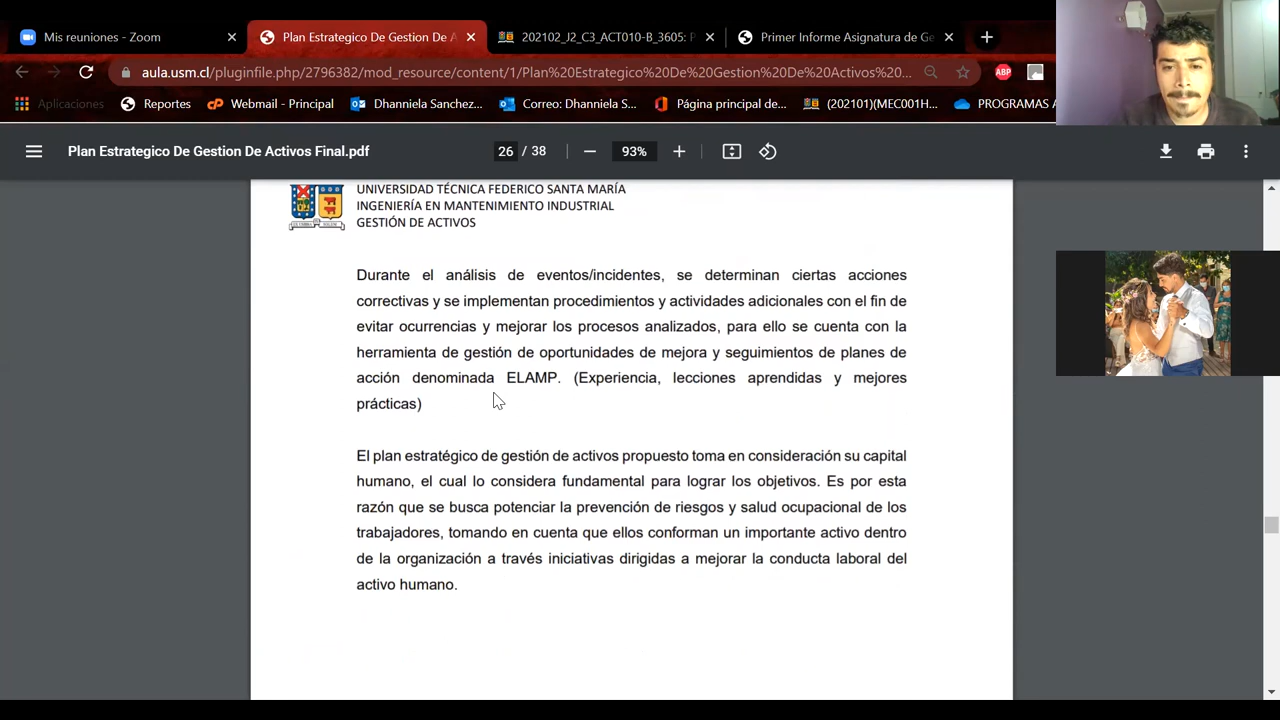 Mis reuniones - Zoom
Plan Estrategico De Gestion De A
202102_J2_C3_ACT010-B_3605: P
Primer Informe Asignatura de Ge
aula.usm.cl/pluginfile.php/2796382/mod_resource/content/1/Plan%20Estrategico%20De%20Gestion%20De%20Activos%20...
ABP
Aplicaciones
Reportes
Webmail - Principal
Dhanniela Sanchez...
Correo: Dhanniela S...
Página principal de...
(202101)(MEC001H...
PROGRAMAS A
Plan Estrategico De Gestion De Activos Final.pdf
26 / 38
93%
UNIVERSIDAD TÉCNICA FEDERICO SANTA MARÍA
INGENIERÍA EN MANTENIMIENTO INDUSTRIAL
GESTIÓN DE ACTIVOS
Durante el análisis de eventos/incidentes, se determinan ciertas acciones
correctivas y se implementan procedimientos y actividades adicionales con el fin de
evitar ocurrencias y mejorar los procesos analizados, para ello se cuenta con la
herramienta de gestión de oportunidades de mejora y seguimientos de planes de
acción denominada ELAMP. (Experiencia, lecciones aprendidas y mejores
prácticas)
El plan estratégico de gestión de activos propuesto toma en consideración su capital
humano, el cual lo considera fundamental para lograr los objetivos. Es por esta
razón que se busca potenciar la prevención de riesgos y salud ocupacional de los
trabajadores, tomando en cuenta que ellos conforman un importante activo dentro
de la organización a través iniciativas dirigidas a mejorar la conducta laboral del
activo humano.